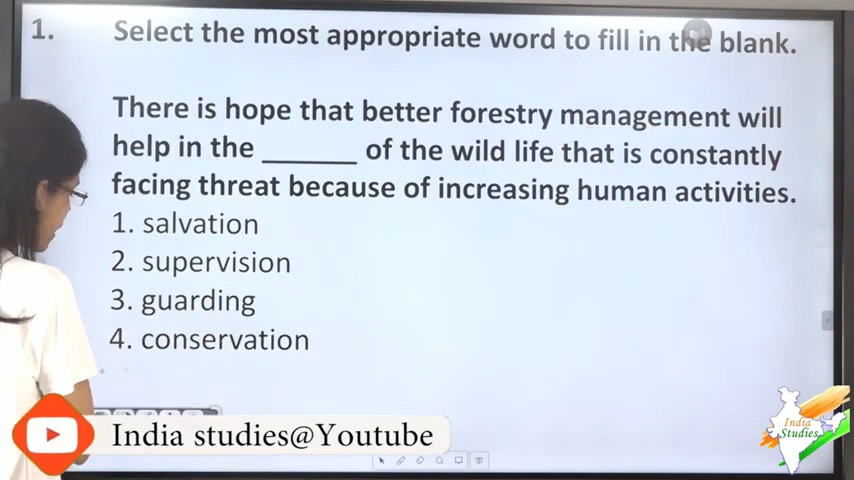 1. Select the most appropriate word to fill in the blank.
There is hope that better forestry management will
help in the ______ of the wild life that is constantly
facing threat because of increasing human activities.
1. salvation
2. supervision
3. guarding
4. conservation
India studies@Youtube
India
Studies